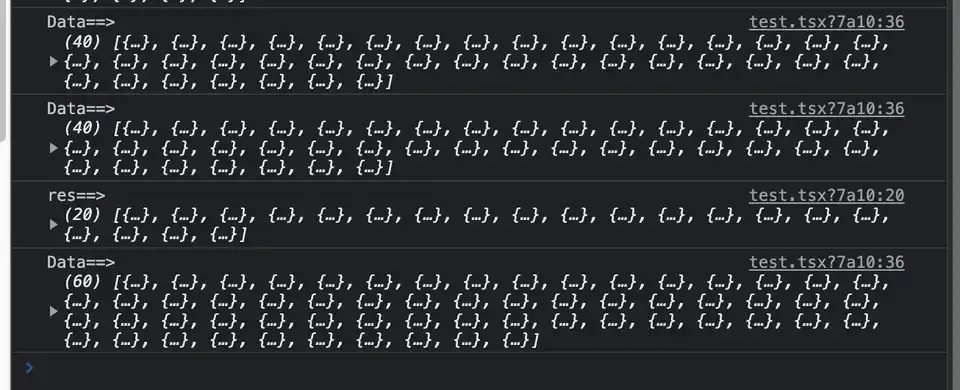 Data==> test.tsx?7a10:36
(40) [{…}, {…}, {…}, {…}, {…}, {…}, {…}, {…}, {…}, {…}, {…}, {…}, {…}, {…}, {…}, {…},
{…}, {…}, {…}, {…}, {…}, {…}, {…}, {…}, {…}, {…}, {…}, {…}, {…}, {…}, {…}, {…}, {…},
{…}, {…}, {…}, {…}, {…}, {…}, {…}]
Data==> test.tsx?7a10:36
(40) [{…}, {…}, {…}, {…}, {…}, {…}, {…}, {…}, {…}, {…}, {…}, {…}, {…}, {…}, {…}, {…},
{…}, {…}, {…}, {…}, {…}, {…}, {…}, {…}, {…}, {…}, {…}, {…}, {…}, {…}, {…}, {…}, {…},
{…}, {…}, {…}, {…}, {…}, {…}, {…}]
res==> test.tsx?7a10:20
(20) [{…}, {…}, {…}, {…}, {…}, {…}, {…}, {…}, {…}, {…}, {…}, {…}, {…}, {…}, {…}, {…},
{…}, {…}, {…}, {…}]
Data==> test.tsx?7a10:36
(60) [{…}, {…}, {…}, {…}, {…}, {…}, {…}, {…}, {…}, {…}, {…}, {…}, {…}, {…}, {…}, {…},
{…}, {…}, {…}, {…}, {…}, {…}, {…}, {…}, {…}, {…}, {…}, {…}, {…}, {…}, {…}, {…}, {…},
{…}, {…}, {…}, {…}, {…}, {…}, {…}, {…}, {…}, {…}, {…}, {…}, {…}, {…}, {…}, {…}, {…},
{…}, {…}, {…}, {…}, {…}, {…}, {…}, {…}, {…}, {…}]